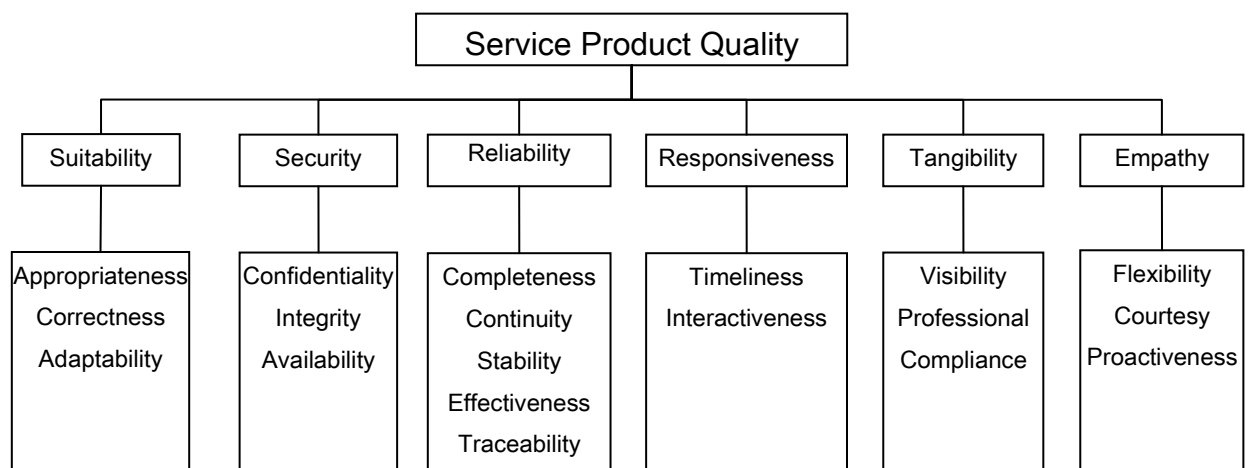 Service Product Quality
Suitability
Security
Reliability
Responsiveness
Tangibility
Empathy
Appropriateness
Correctness
Adaptability
Confidentiality
Integrity
Availability
Completeness
Continuity
Stability
Effectiveness
Traceability
Timeliness
Interactiveness
Visibility
Professional
Compliance
Flexibility
Courtesy
Proactiveness